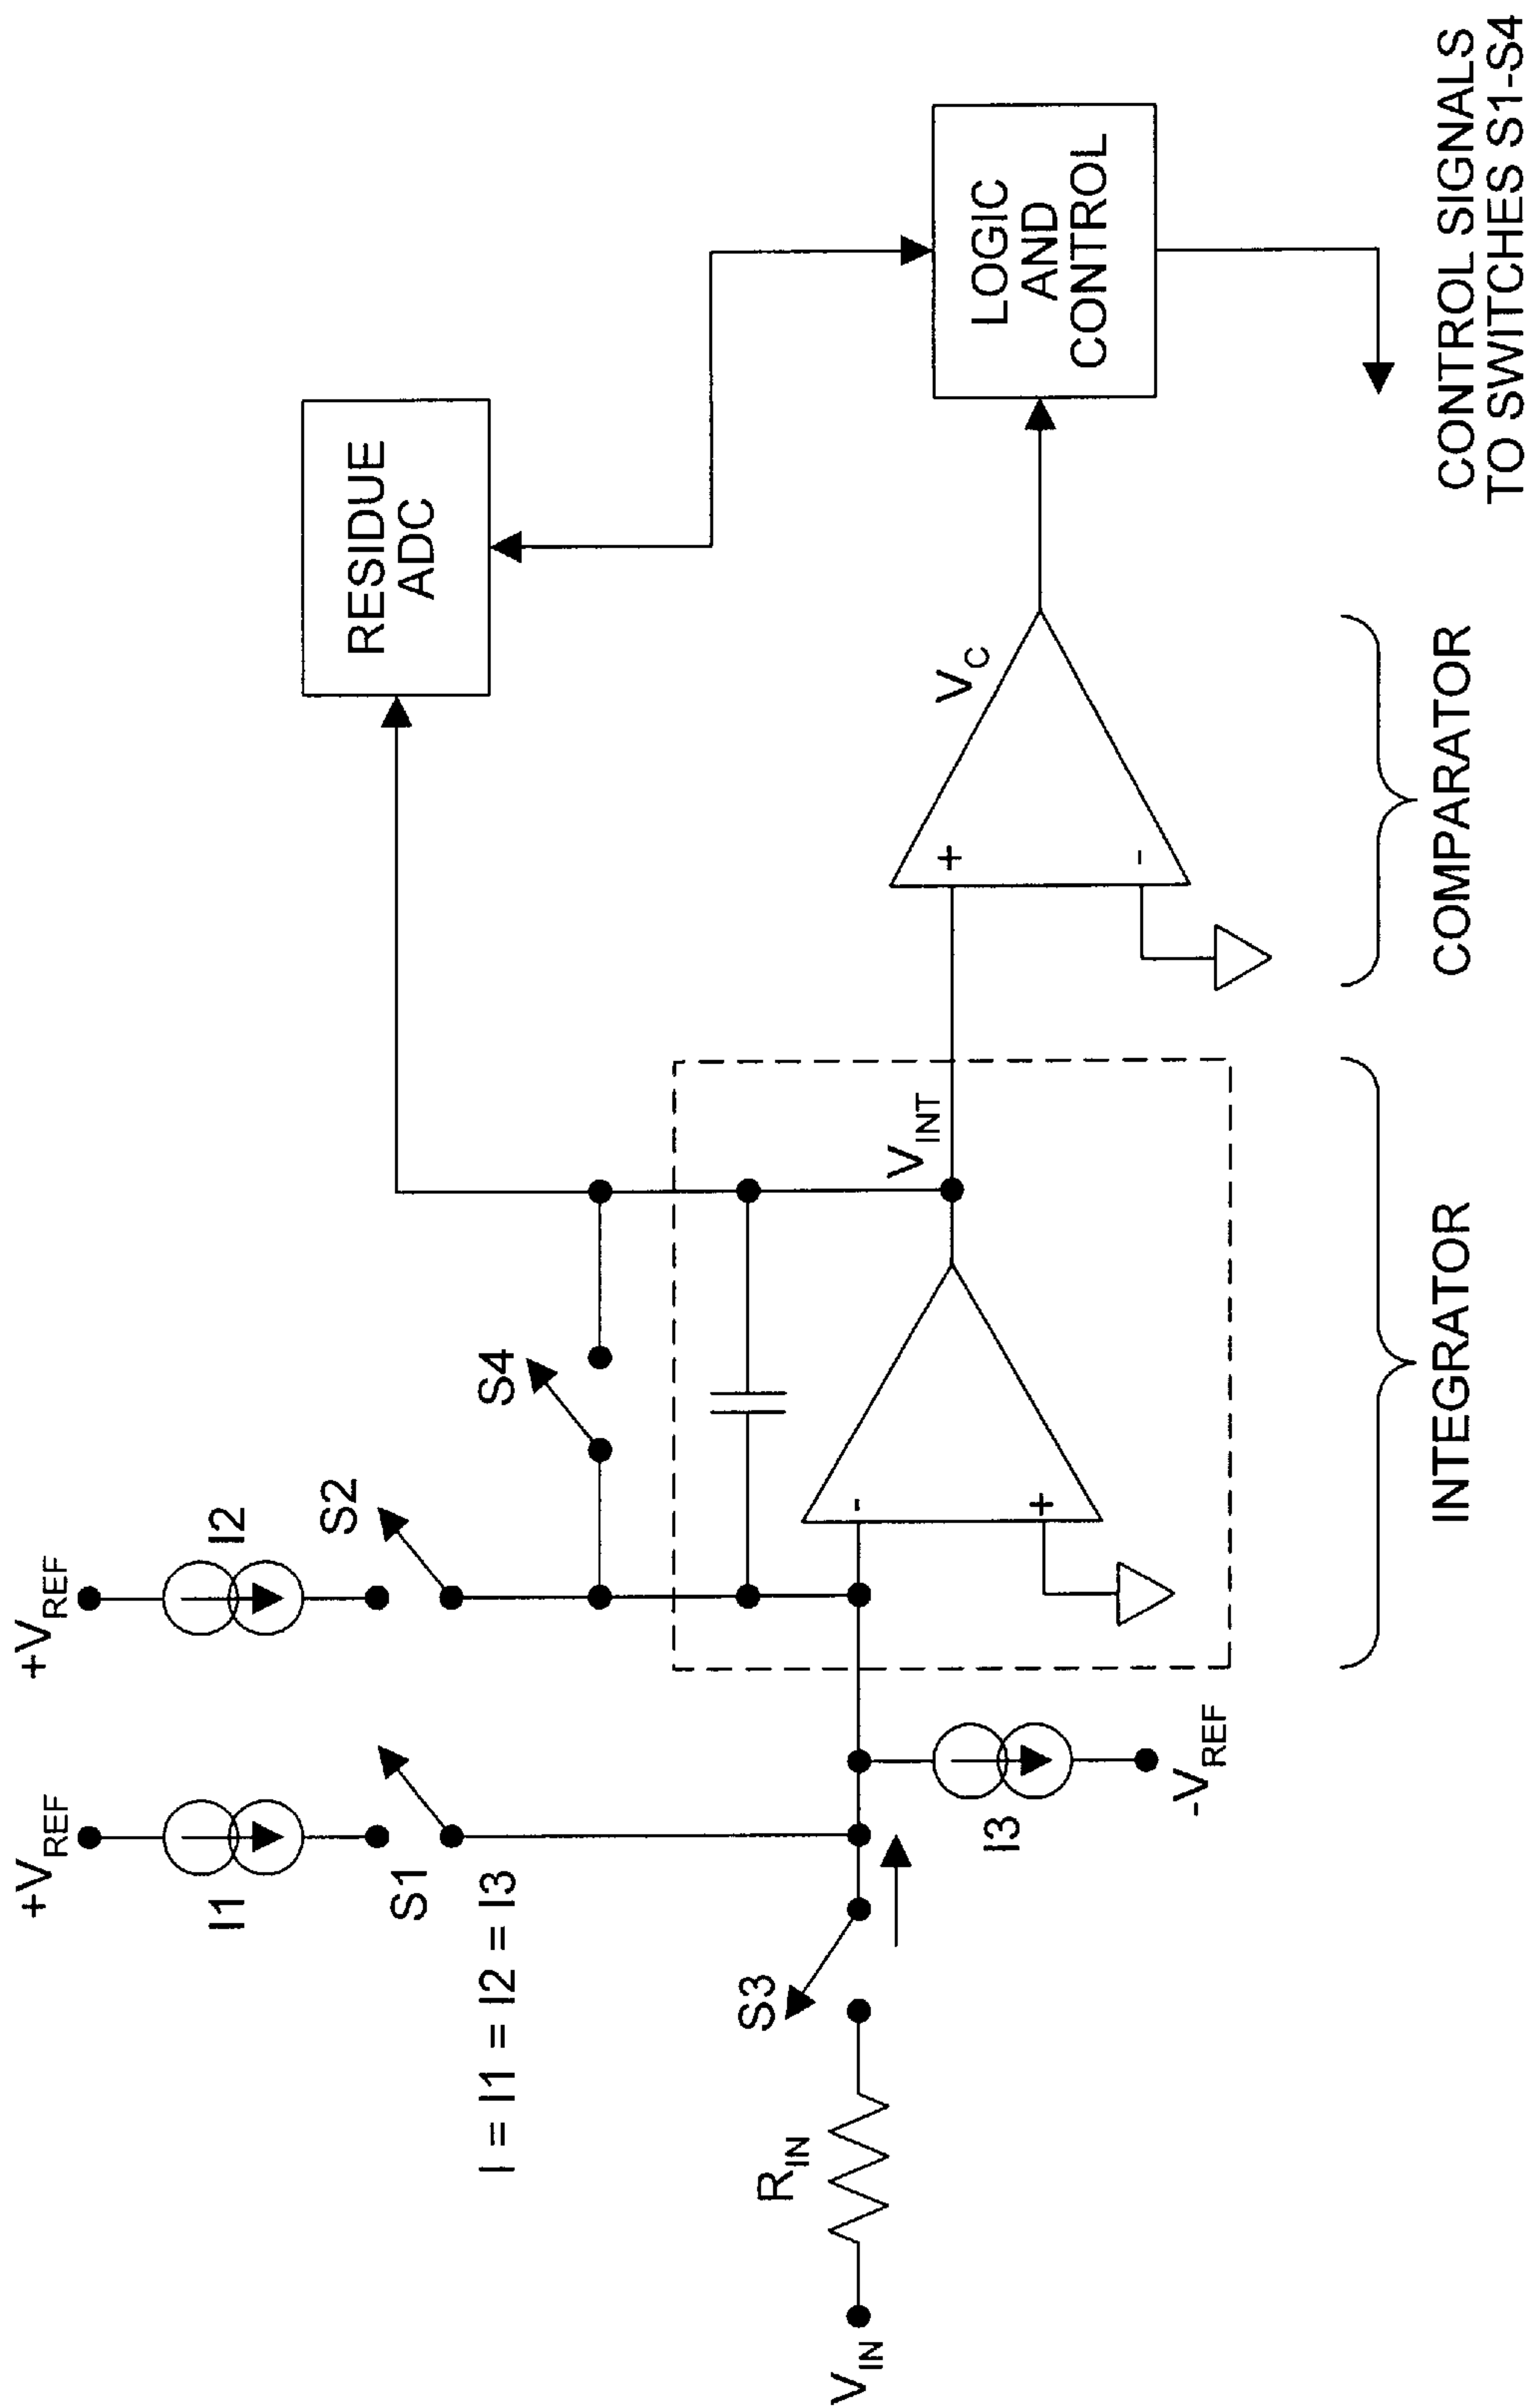 +V_REF
+V_REF
I1
I2
S1
S2
S4
I = I1 = I2 = I3
RESIDUE
ADC
S3
R_IN
V_IN
I3
-V_REF
-
+
V_INT
+
-
V_C
LOGIC
AND
CONTROL
INTEGRATOR
COMPARATOR
CONTROL SIGNALS
TO SWITCHES S1-S4